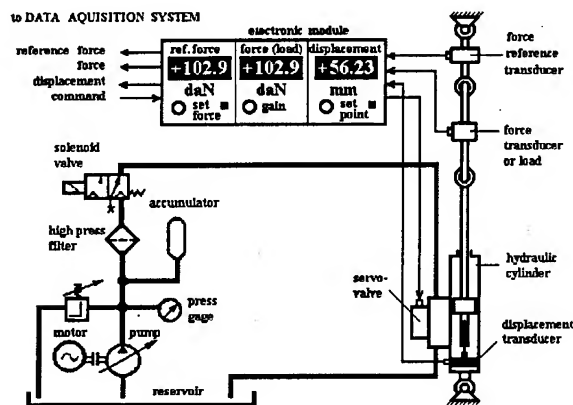 to DATA AQUISITION SYSTEM
electronic module
reference force
force
displacement
command
ref.force
force (load)
displacement
+102.9
+102.9
+56.23
daN
daN
mm
set
force
gain
set
point
force
reference
transducer
force
transducer
or load
solenoid
valve
accumulator
high press
filter
hydraulic
cylinder
servo-
valve
press
gage
motor
pump
displacement
transducer
reservoir